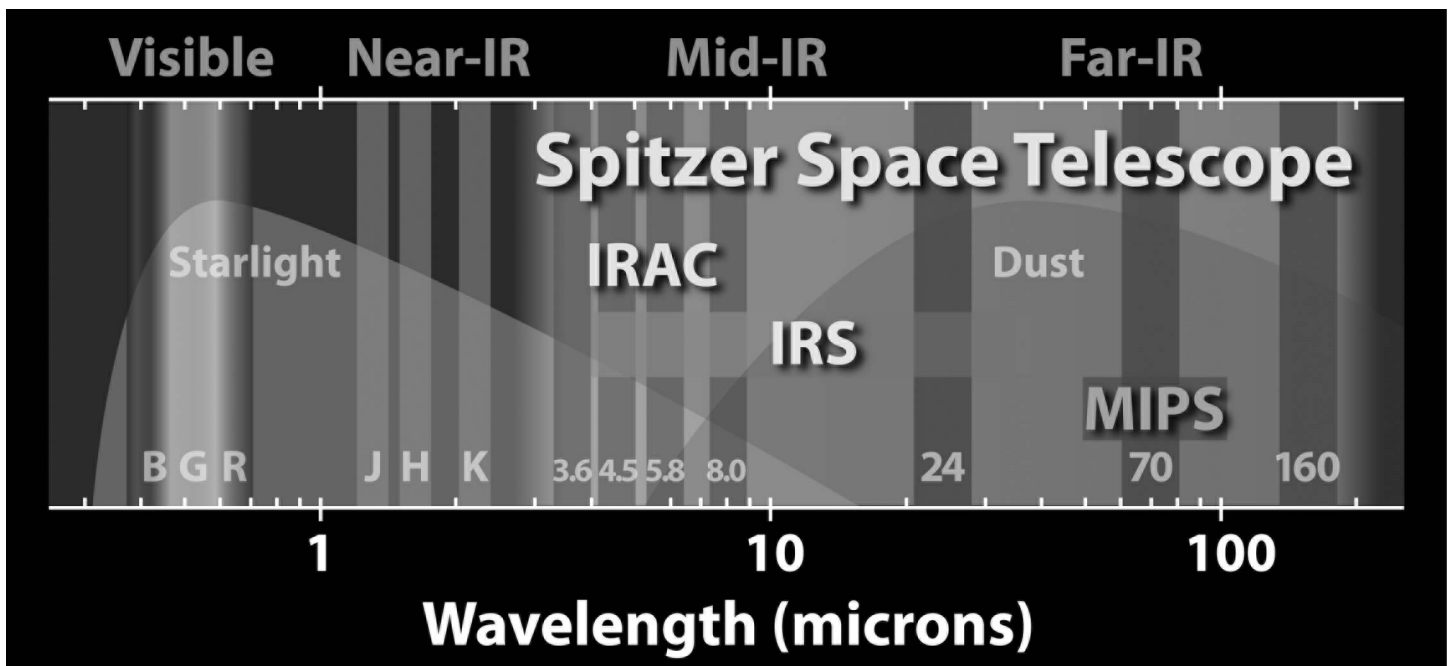 Visible Near-IR Mid-IR Far-IR
Spitzer Space Telescope
Starlight IRAC Dust
IRS
MIPS
B G R J H K 3.6 4.5 5.8 8.0 24 70 160
1 10 100
Wavelength (microns)